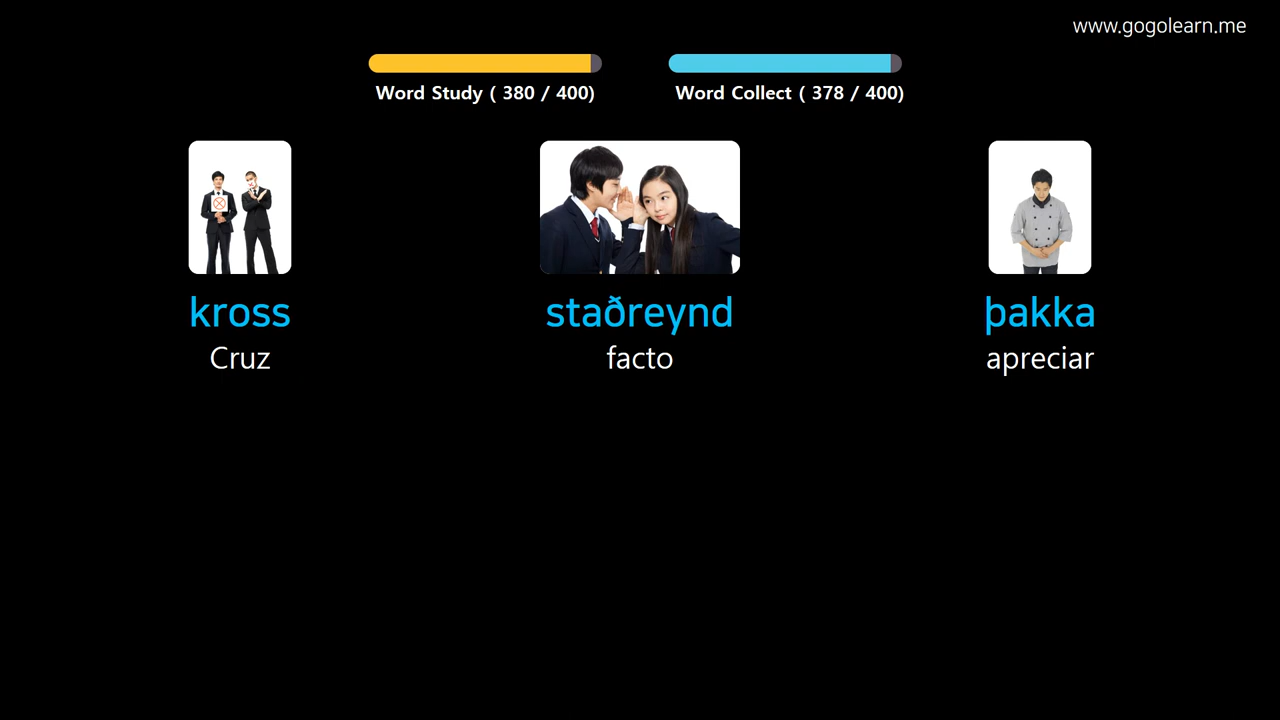 www.gogolearn.me
Word Study ( 380 / 400)
Word Collect ( 378 / 400)
kross
staðreynd
þakka
Cruz
facto
apreciar